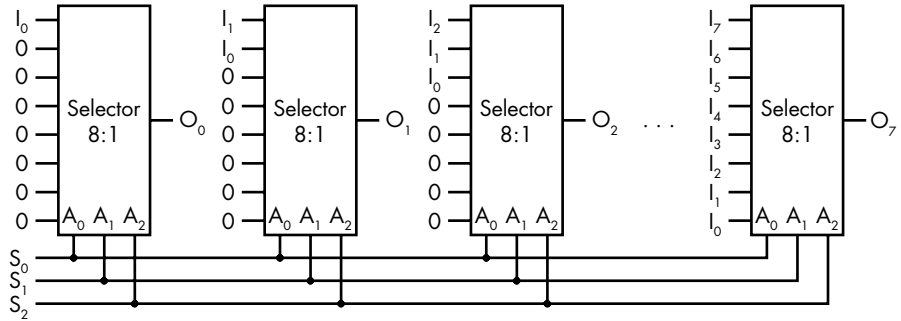 I₀ I₁ I₂ I₇
0 I₀ I₁ I₆
0 0 I₀ I₅
0 0 0 I₄
Selector Selector Selector Selector
8:1 O₀ 8:1 O₁ 8:1 O₂ . . . 8:1 O₇
0 0 0 I₃
0 0 0 I₂
0 0 0 I₁
0 0 0 I₀
A₀ A₁ A₂ A₀ A₁ A₂ A₀ A₁ A₂ A₀ A₁ A₂
S₀
S₁
S₂